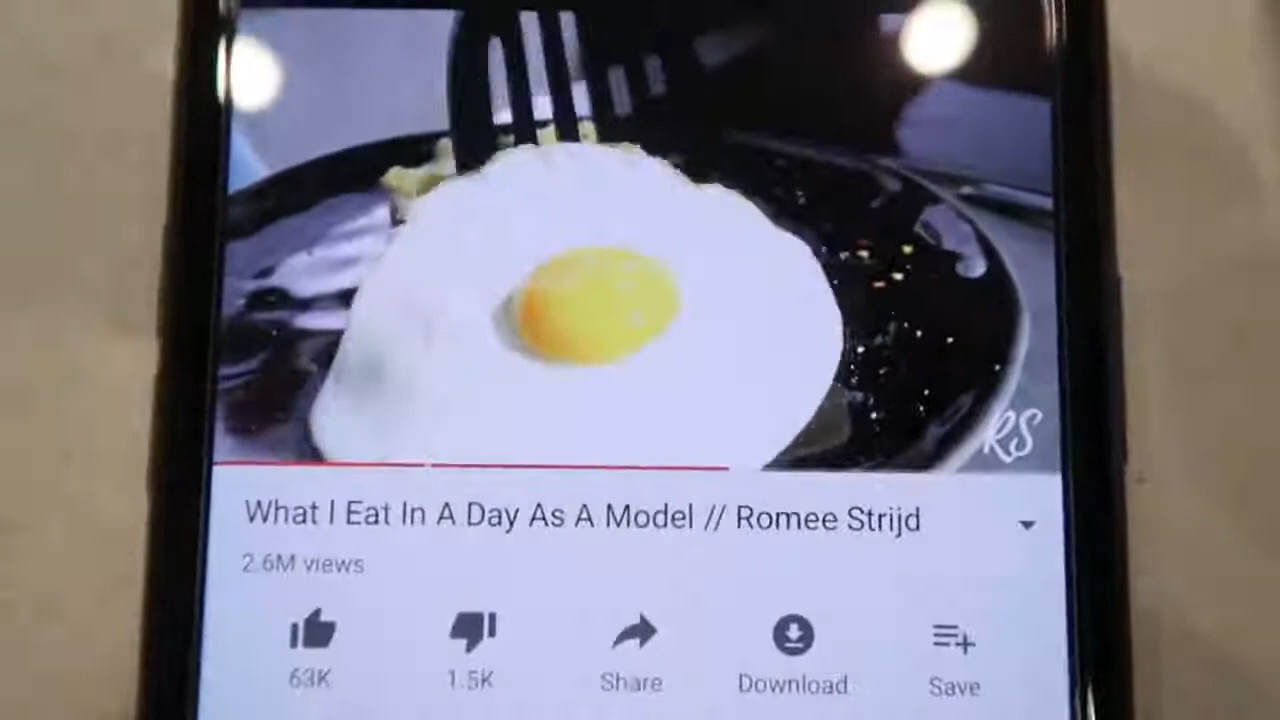 RS
What I Eat In A Day As A Model // Romee Strijd
2.6M views
63K
1.5K
Share
Download
Save